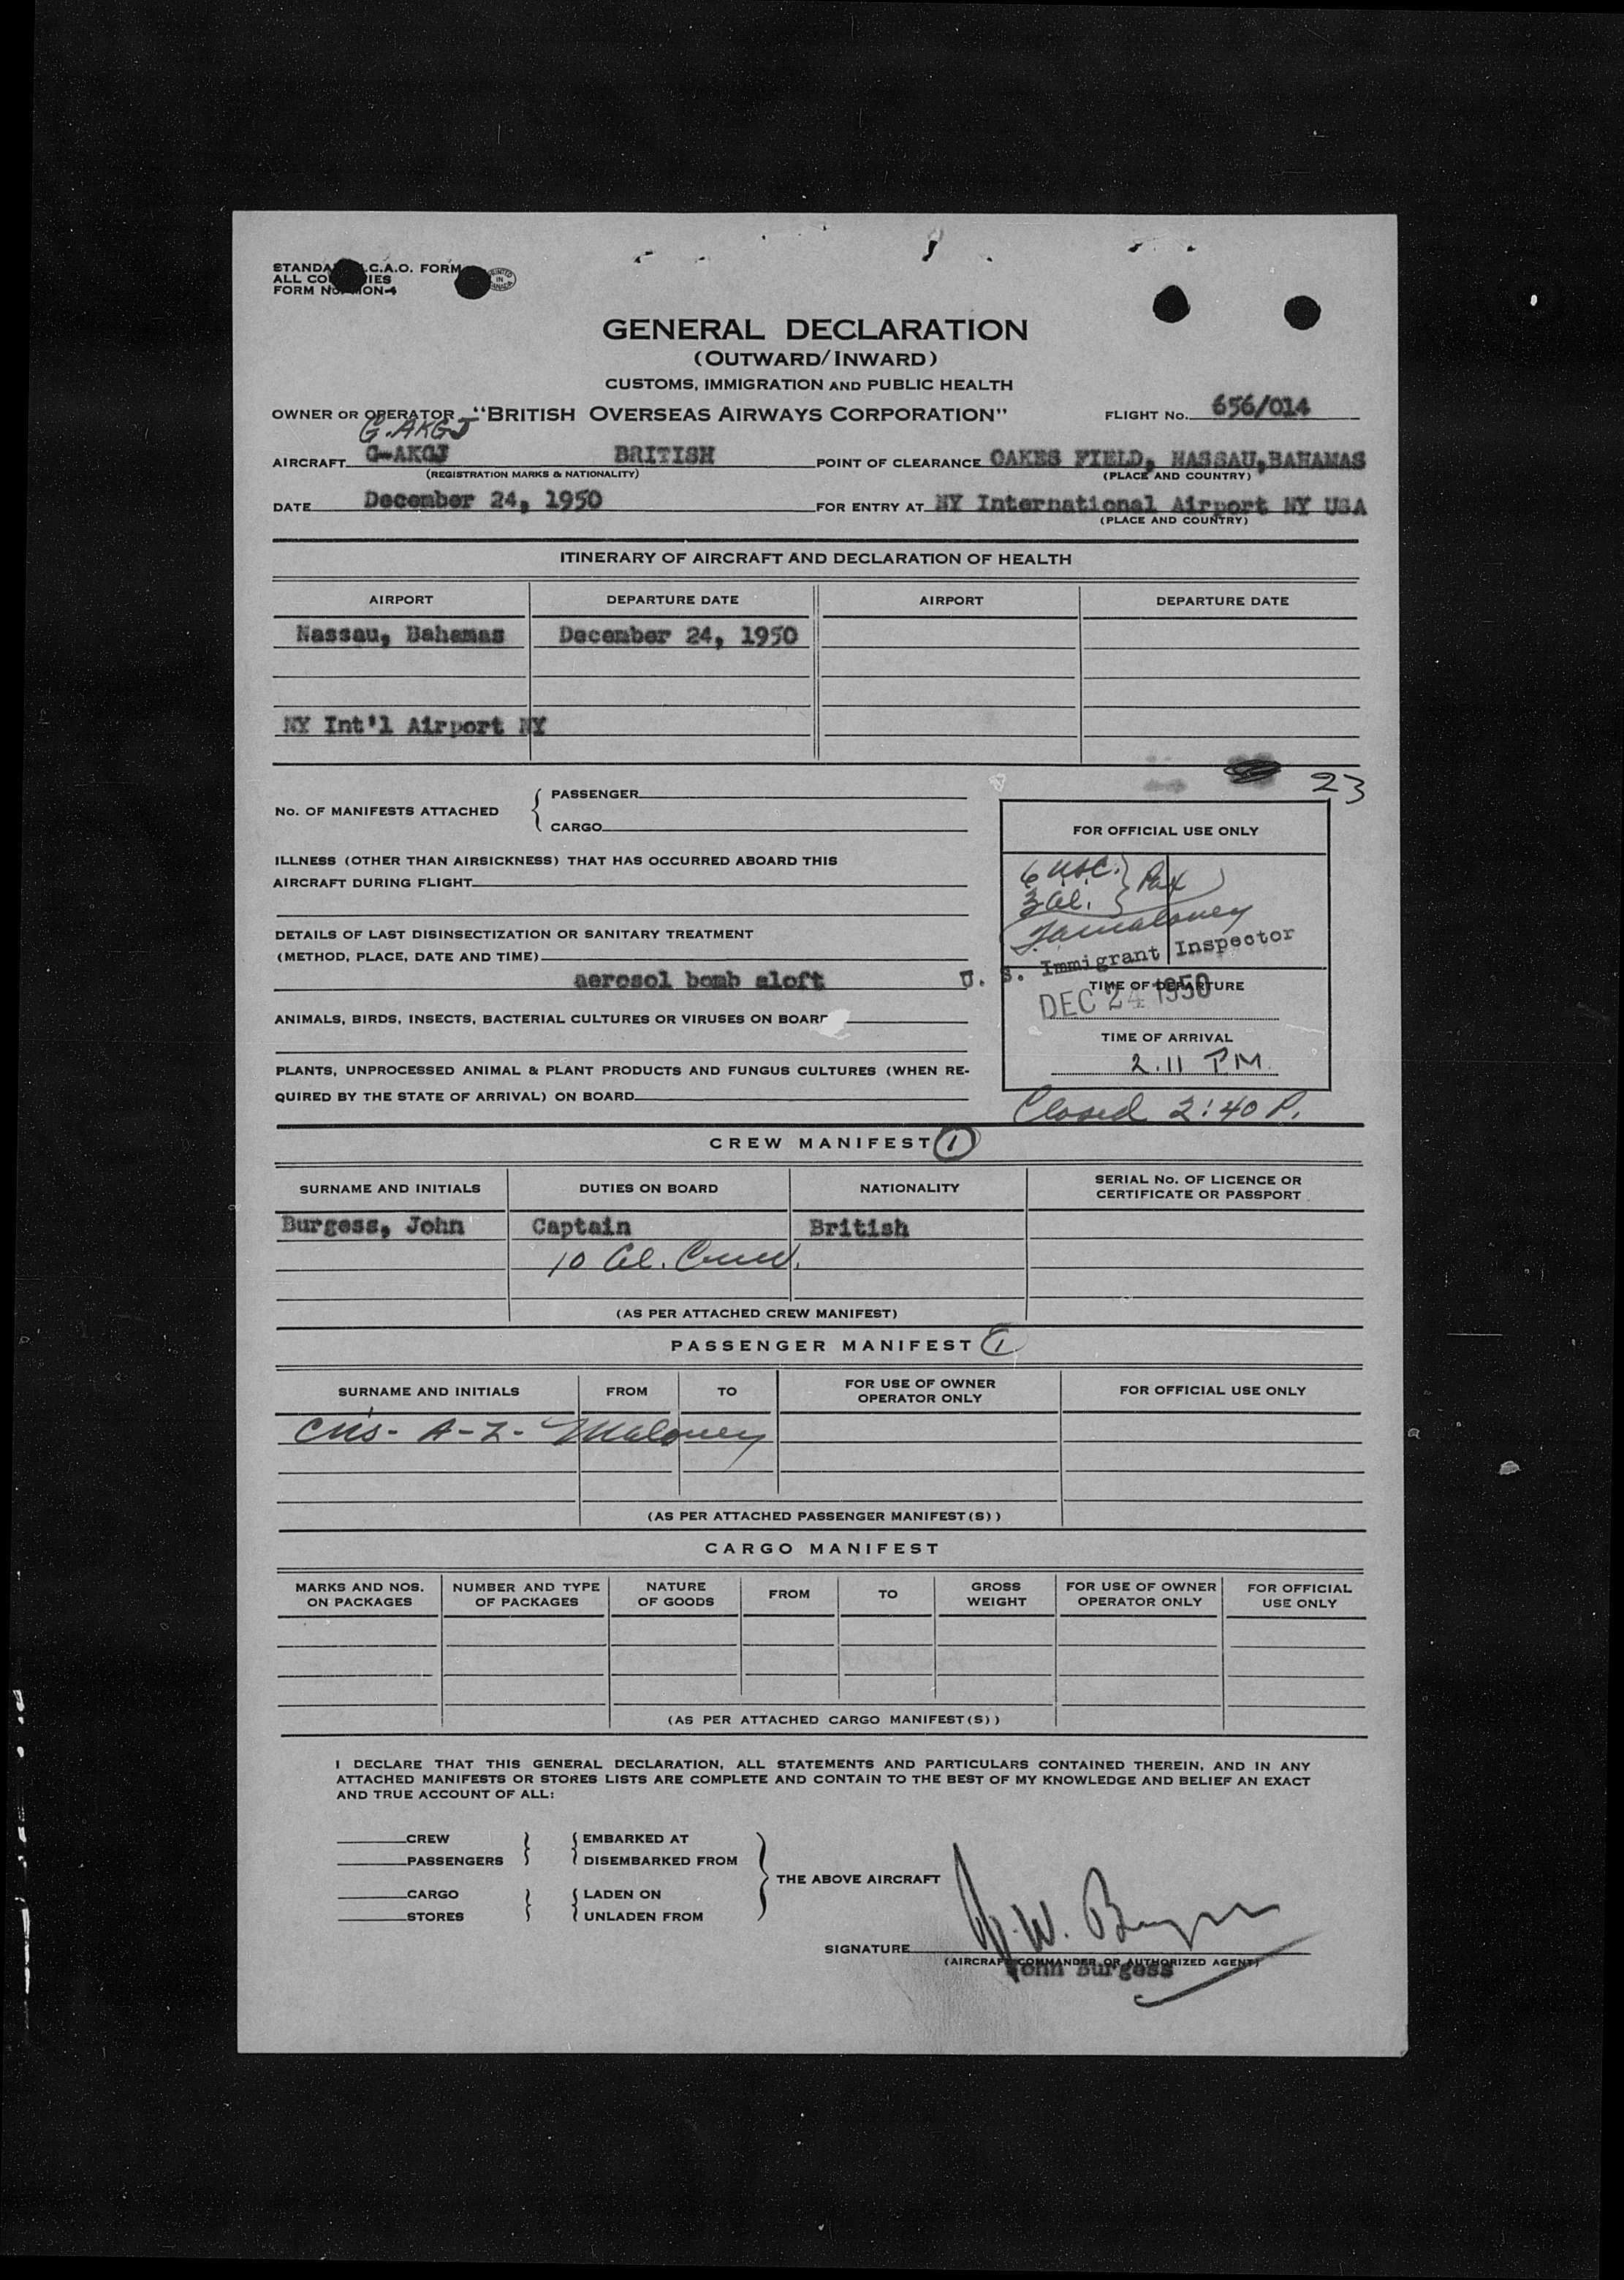 STANDA .C.A.O. FORM
ALL CO IES
FORM No. MON-4
PRINTED IN CANADA
GENERAL DECLARATION
(OUTWARD/INWARD)
CUSTOMS, IMMIGRATION AND PUBLIC HEALTH
OWNER OR OPERATOR "BRITISH OVERSEAS AIRWAYS CORPORATION" FLIGHT No. 656/014
G.AKGJ
AIRCRAFT G-AKGJ BRITISH POINT OF CLEARANCE OAKES FIELD, NASSAU,BAHAMAS
(REGISTRATION MARKS & NATIONALITY) (PLACE AND COUNTRY)
DATE December 24, 1950 FOR ENTRY AT NY International Airport NY USA
(PLACE AND COUNTRY)
ITINERARY OF AIRCRAFT AND DECLARATION OF HEALTH
AIRPORT DEPARTURE DATE AIRPORT DEPARTURE DATE
Nassau, Bahamas December 24, 1950
NY Int'l Airport NY
23
No. OF MANIFESTS ATTACHED { PASSENGER
CARGO
FOR OFFICIAL USE ONLY
ILLNESS (OTHER THAN AIRSICKNESS) THAT HAS OCCURRED ABOARD THIS
AIRCRAFT DURING FLIGHT
6 USC. } Pax
3 Al.
DETAILS OF LAST DISINSECTIZATION OR SANITARY TREATMENT
(METHOD, PLACE, DATE AND TIME)
aerosol bomb aloft
Maloney
U. S. Immigrant Inspector
TIME OF DEPARTURE
DEC 24 1950
ANIMALS, BIRDS, INSECTS, BACTERIAL CULTURES OR VIRUSES ON BOARD
TIME OF ARRIVAL
2.11 PM
PLANTS, UNPROCESSED ANIMAL & PLANT PRODUCTS AND FUNGUS CULTURES (WHEN RE-
QUIRED BY THE STATE OF ARRIVAL) ON BOARD
Closed 2:40 P.
CREW MANIFEST 1
SURNAME AND INITIALS DUTIES ON BOARD NATIONALITY SERIAL No. OF LICENCE OR
CERTIFICATE OR PASSPORT
Burgess, John Captain British
10 Al. Crew.
(AS PER ATTACHED CREW MANIFEST)
PASSENGER MANIFEST 1
SURNAME AND INITIALS FROM TO FOR USE OF OWNER
OPERATOR ONLY FOR OFFICIAL USE ONLY
A-Z- Maloney
(AS PER ATTACHED PASSENGER MANIFEST(S))
CARGO MANIFEST
MARKS AND NOS.
ON PACKAGES NUMBER AND TYPE
OF PACKAGES NATURE
OF GOODS FROM TO GROSS
WEIGHT FOR USE OF OWNER
OPERATOR ONLY FOR OFFICIAL
USE ONLY
(AS PER ATTACHED CARGO MANIFEST(S))
I DECLARE THAT THIS GENERAL DECLARATION, ALL STATEMENTS AND PARTICULARS CONTAINED THEREIN, AND IN ANY
ATTACHED MANIFESTS OR STORES LISTS ARE COMPLETE AND CONTAIN TO THE BEST OF MY KNOWLEDGE AND BELIEF AN EXACT
AND TRUE ACCOUNT OF ALL:
CREW } { EMBARKED AT
PASSENGERS DISEMBARKED FROM
} THE ABOVE AIRCRAFT
CARGO } { LADEN ON
STORES UNLADEN FROM
SIGNATURE
(AIRCRAFT COMMANDER OR AUTHORIZED AGENT)
John Burgess